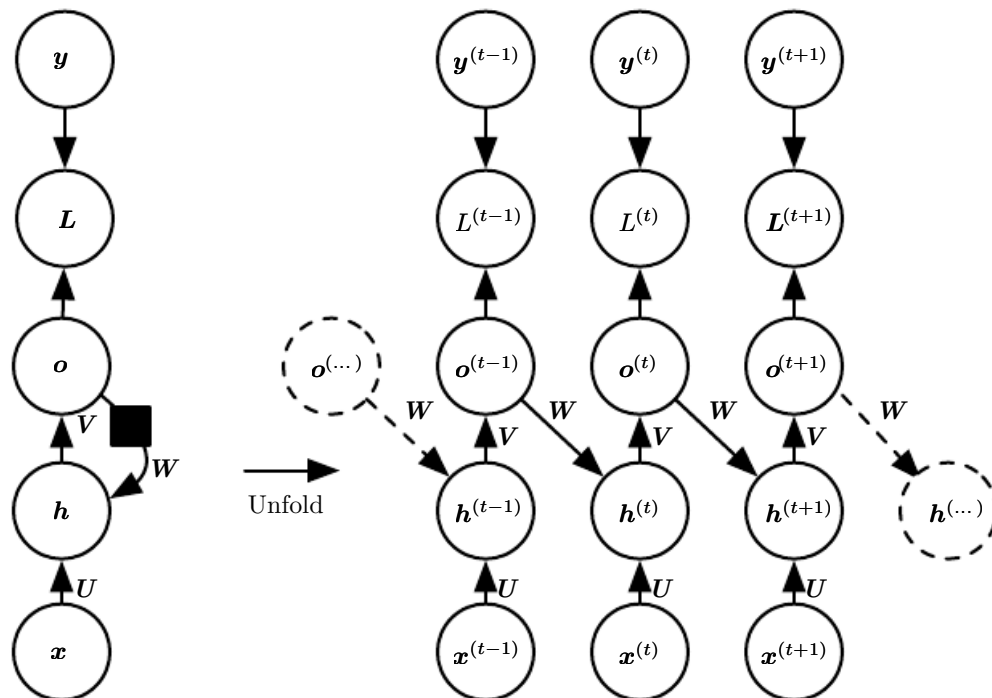 y
y^(t−1) y^(t) y^(t+1)
L
L^(t−1) L^(t) L^(t+1)
o
o^(...) o^(t−1) o^(t) o^(t+1)
W W W W
V
V V V
W
Unfold
h
h^(t−1) h^(t) h^(t+1) h^(...)
U
U U U
x
x^(t−1) x^(t) x^(t+1)